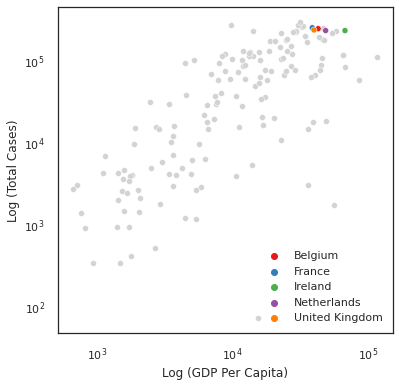 Log (Total Cases)
10^5
10^4
10^3
10^2
Belgium
France
Ireland
Netherlands
United Kingdom
10^3 10^4 10^5
Log (GDP Per Capita)